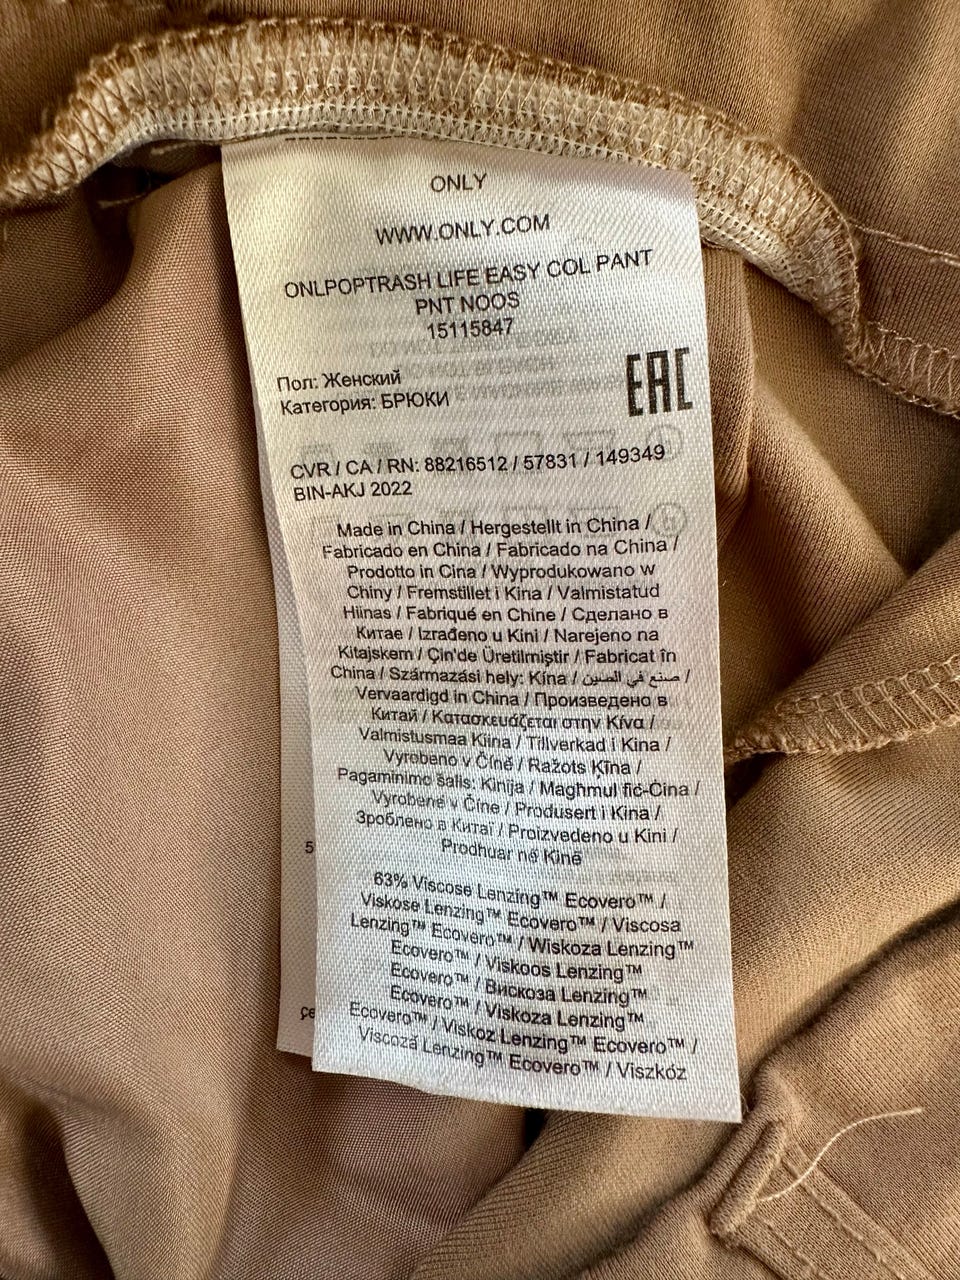 ONLY
WWW.ONLY.COM
ONLPOPTRASH LIFE EASY COL PANT
PNT NOOS
15115847
Пол: Женский
Категория: БРЮКИ
EAC
CVR / CA / RN: 88216512 / 57831 / 149349
BIN-AKJ 2022
Made in China / Hergestellt in China /
Fabricado en China / Fabricado na China /
Prodotto in Cina / Wyprodukowano w
Chiny / Fremstillet i Kina / Valmistatud
Hiinas / Fabriqué en Chine / Сделано в
Китае / Izrađeno u Kini / Narejeno na
Kitajskem / Çin'de Üretilmiştir / Fabricat în
China / Származási hely: Kína / صنع في الصين /
Vervaardigd in China / Произведено в
Китай / Κατασκευάζεται στην Κίνα /
Valmistusmaa Kiina / Tillverkad i Kina /
Vyrobeno v Číně / Ražots Ķīna /
Pagaminimo šalis: Kinija / Maghmul fic-Ċina /
Vyrobené v Číne / Produsert i Kina /
Зроблено в Китаї / Proizvedeno u Kini /
Prodhuar në Kinë
63% Viscose Lenzing™ Ecovero™ /
Viskose Lenzing™ Ecovero™ / Viscosa
Lenzing™ Ecovero™ / Wiskoza Lenzing™
Ecovero™ / Viskoos Lenzing™
Ecovero™ / Вискоза Lenzing™
Ecovero™ / Viskoza Lenzing™
Ecovero™ / Viskoz Lenzing™ Ecovero™ /
Viscoză Lenzing™ Ecovero™ / Viszkóz
5
çe